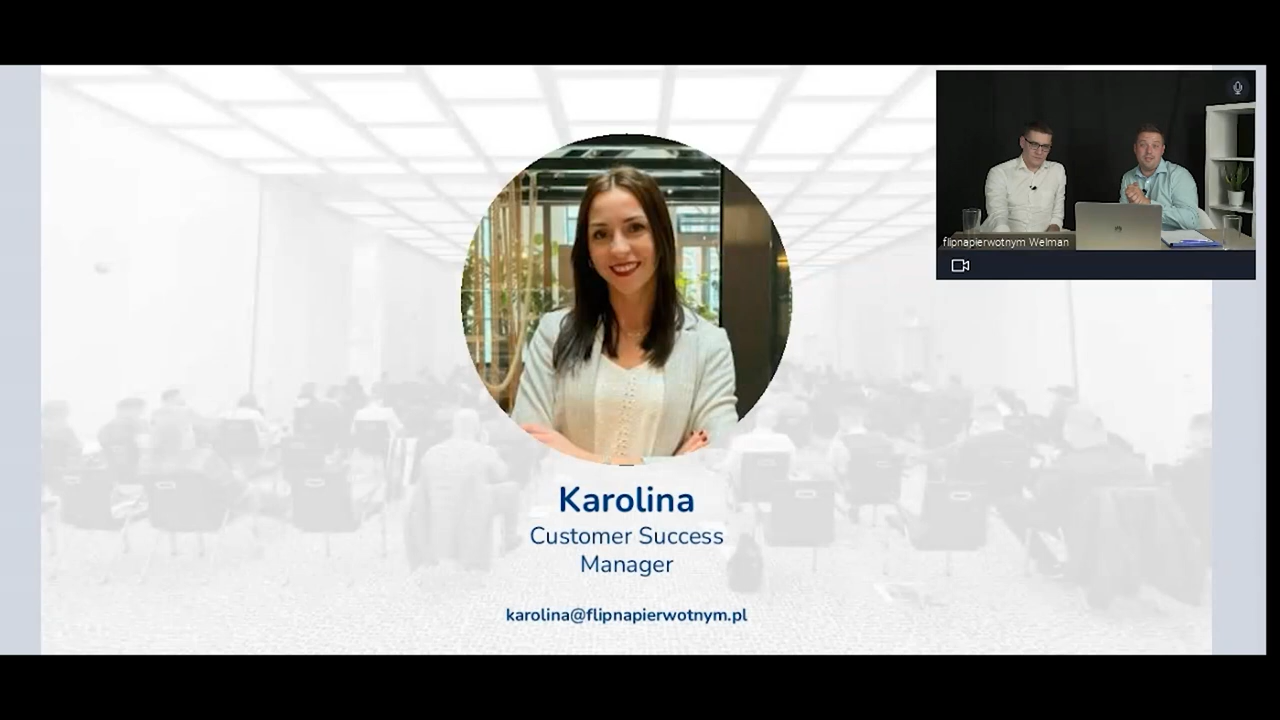 flipnapierwotnym Welman
Karolina
Customer Success
Manager
karolina@flipnapierwotnym.pl